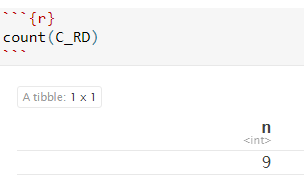 ```{r}
count(C_RD)
```
A tibble: 1 x 1
n
<int>
9